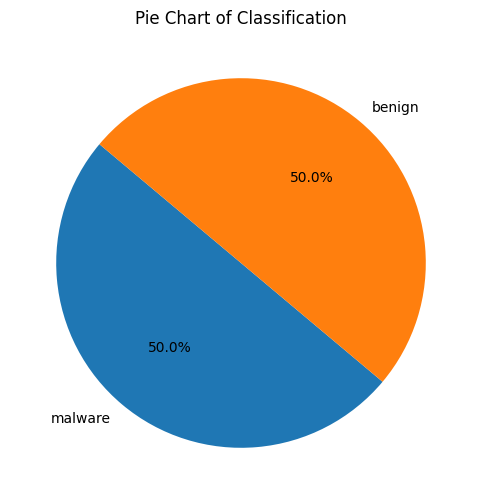 Pie Chart of Classification
benign
50.0%
50.0%
malware